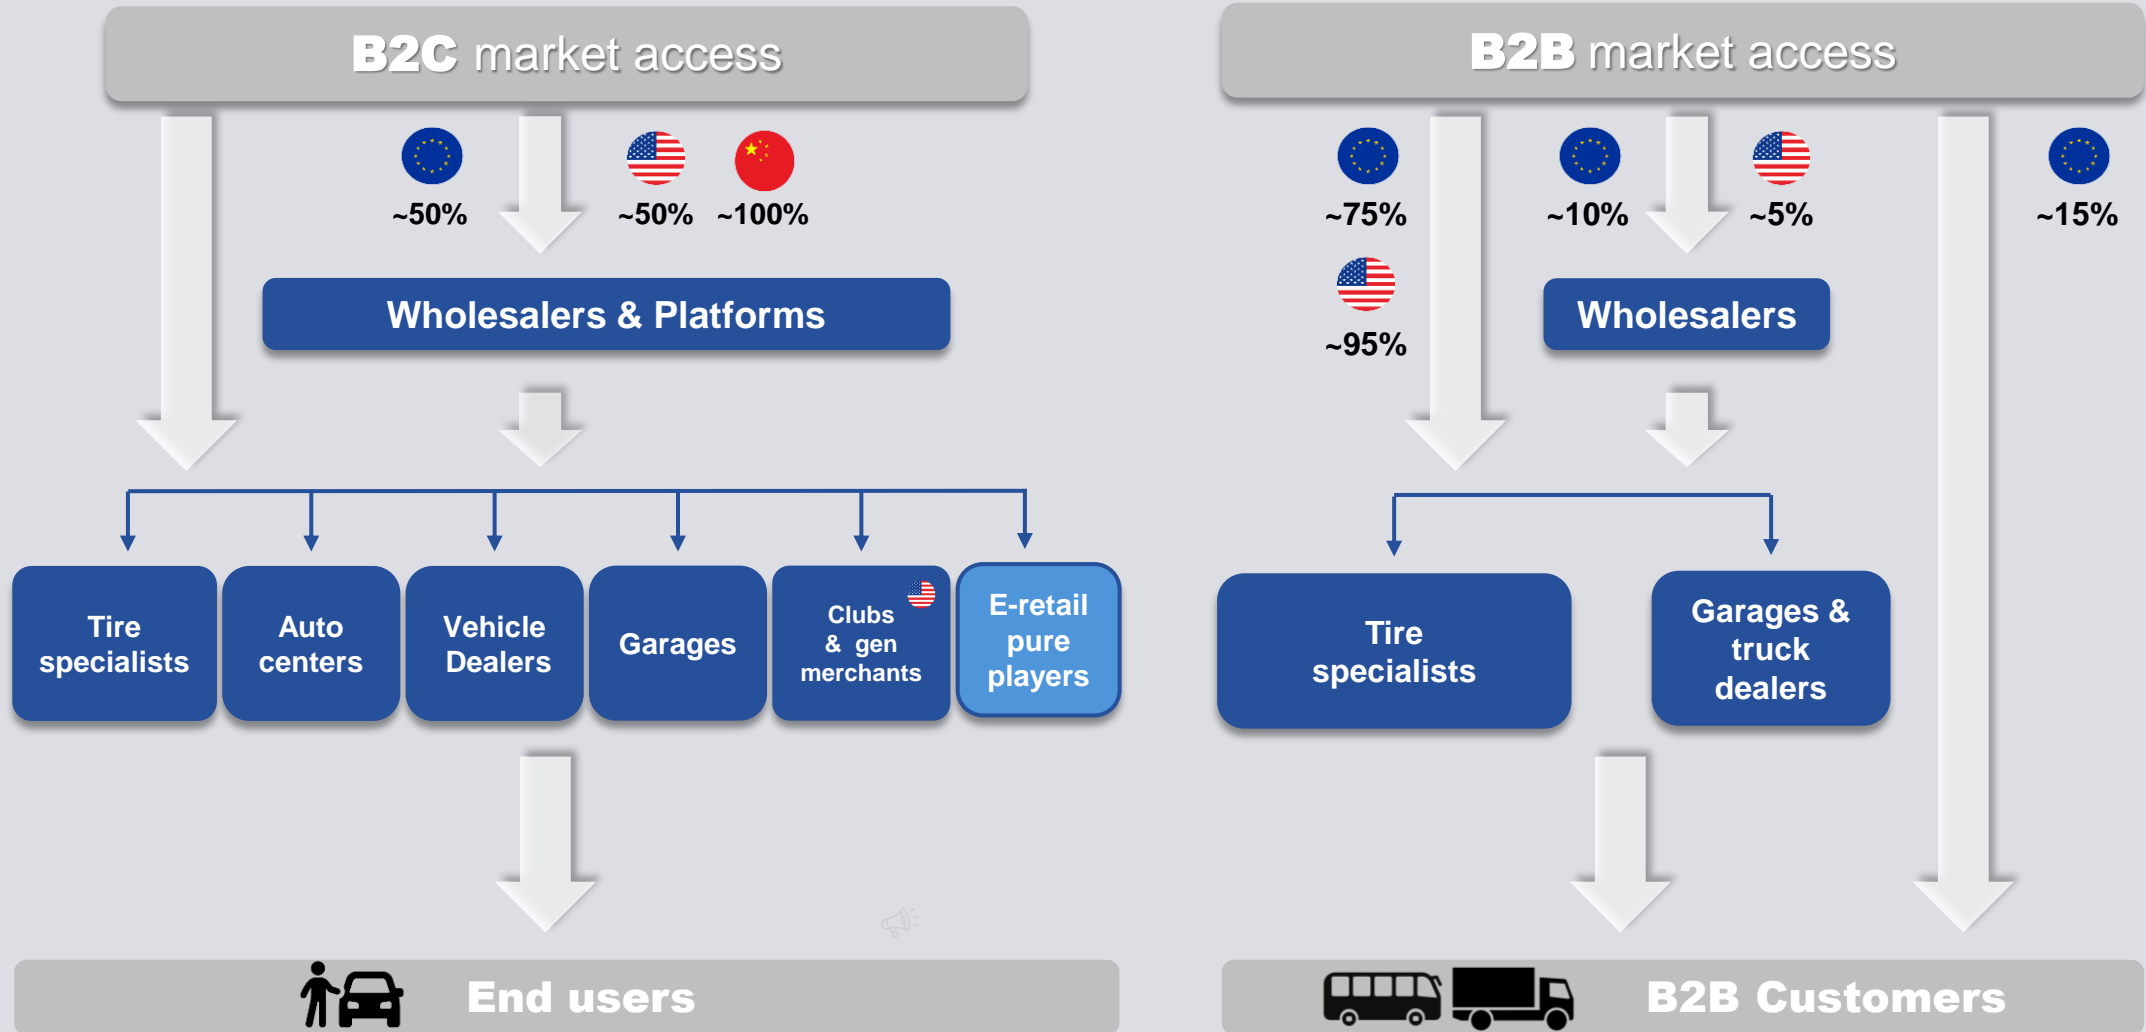 B2C market access
~50%
~50%
~100%
Wholesalers & Platforms
Tire
specialists
Auto
centers
Vehicle
Dealers
Garages
Clubs
& gen
merchants
E-retail
pure
players
End users
B2B market access
~75%
~95%
~10%
~5%
~15%
Wholesalers
Tire
specialists
Garages &
truck
dealers
B2B Customers